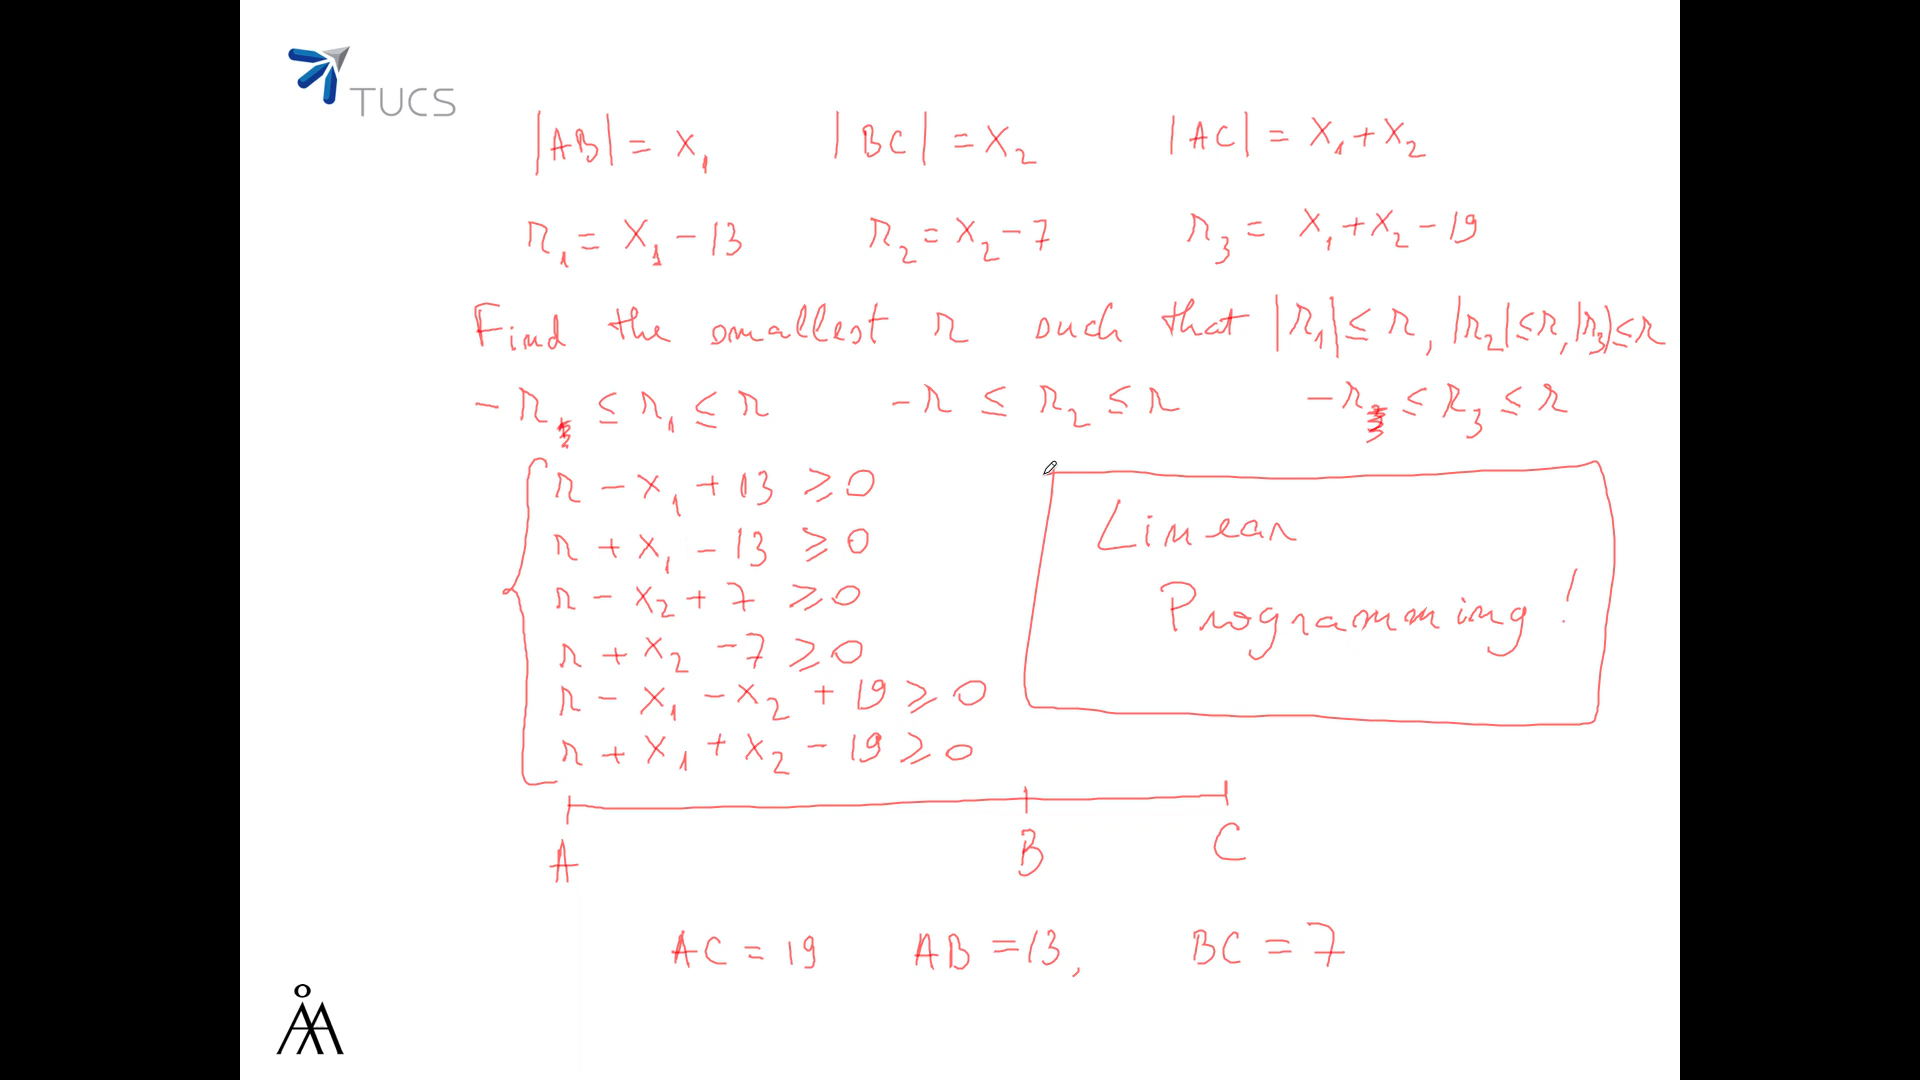 TUCS
|AB| = x₁ |BC| = x₂ |AC| = x₁ + x₂
r₁ = x₁ - 13 r₂ = x₂ - 7 r₃ = x₁ + x₂ - 19
Find the smallest r such that |r₁| ≤ r, |r₂| ≤ r, |r₃| ≤ r
- r ≤ r₁ ≤ r - r ≤ r₂ ≤ r - r ≤ r₃ ≤ r
r - x₁ + 13 ≥ 0
r + x₁ - 13 ≥ 0
r - x₂ + 7 ≥ 0
r + x₂ - 7 ≥ 0
r - x₁ - x₂ + 19 ≥ 0
r + x₁ + x₂ - 19 ≥ 0
Linear
Programming!
A B C
AC = 19 AB = 13, BC = 7